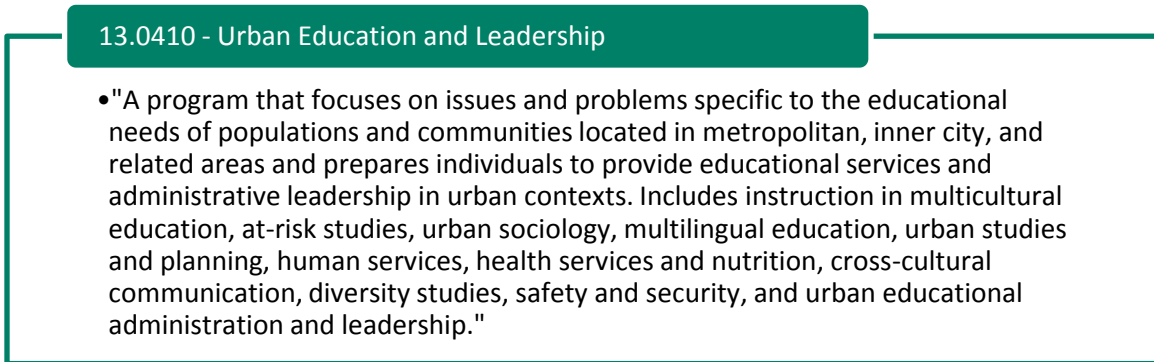 13.0410 - Urban Education and Leadership
•"A program that focuses on issues and problems specific to the educational
needs of populations and communities located in metropolitan, inner city, and
related areas and prepares individuals to provide educational services and
administrative leadership in urban contexts. Includes instruction in multicultural
education, at-risk studies, urban sociology, multilingual education, urban studies
and planning, human services, health services and nutrition, cross-cultural
communication, diversity studies, safety and security, and urban educational
administration and leadership."